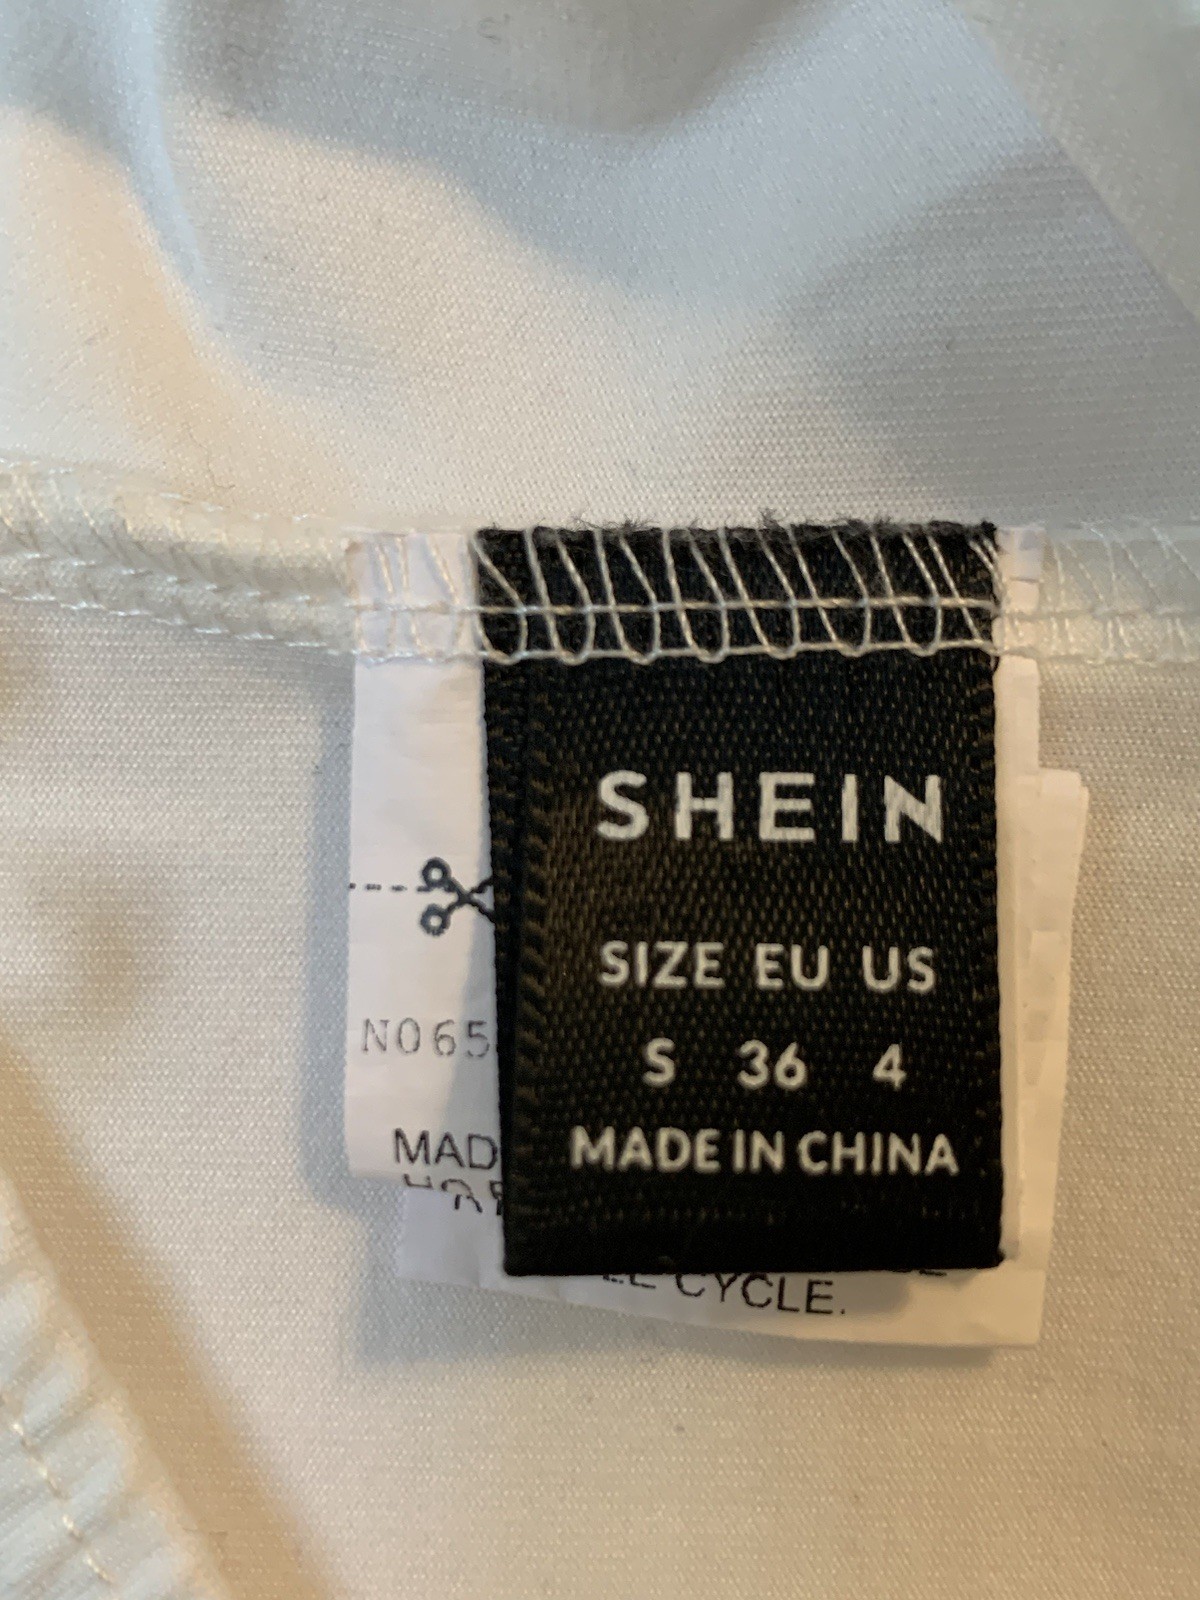 SHEIN
SIZE EU US
S 36 4
MADE IN CHINA
N065
MAD
CYCLE.